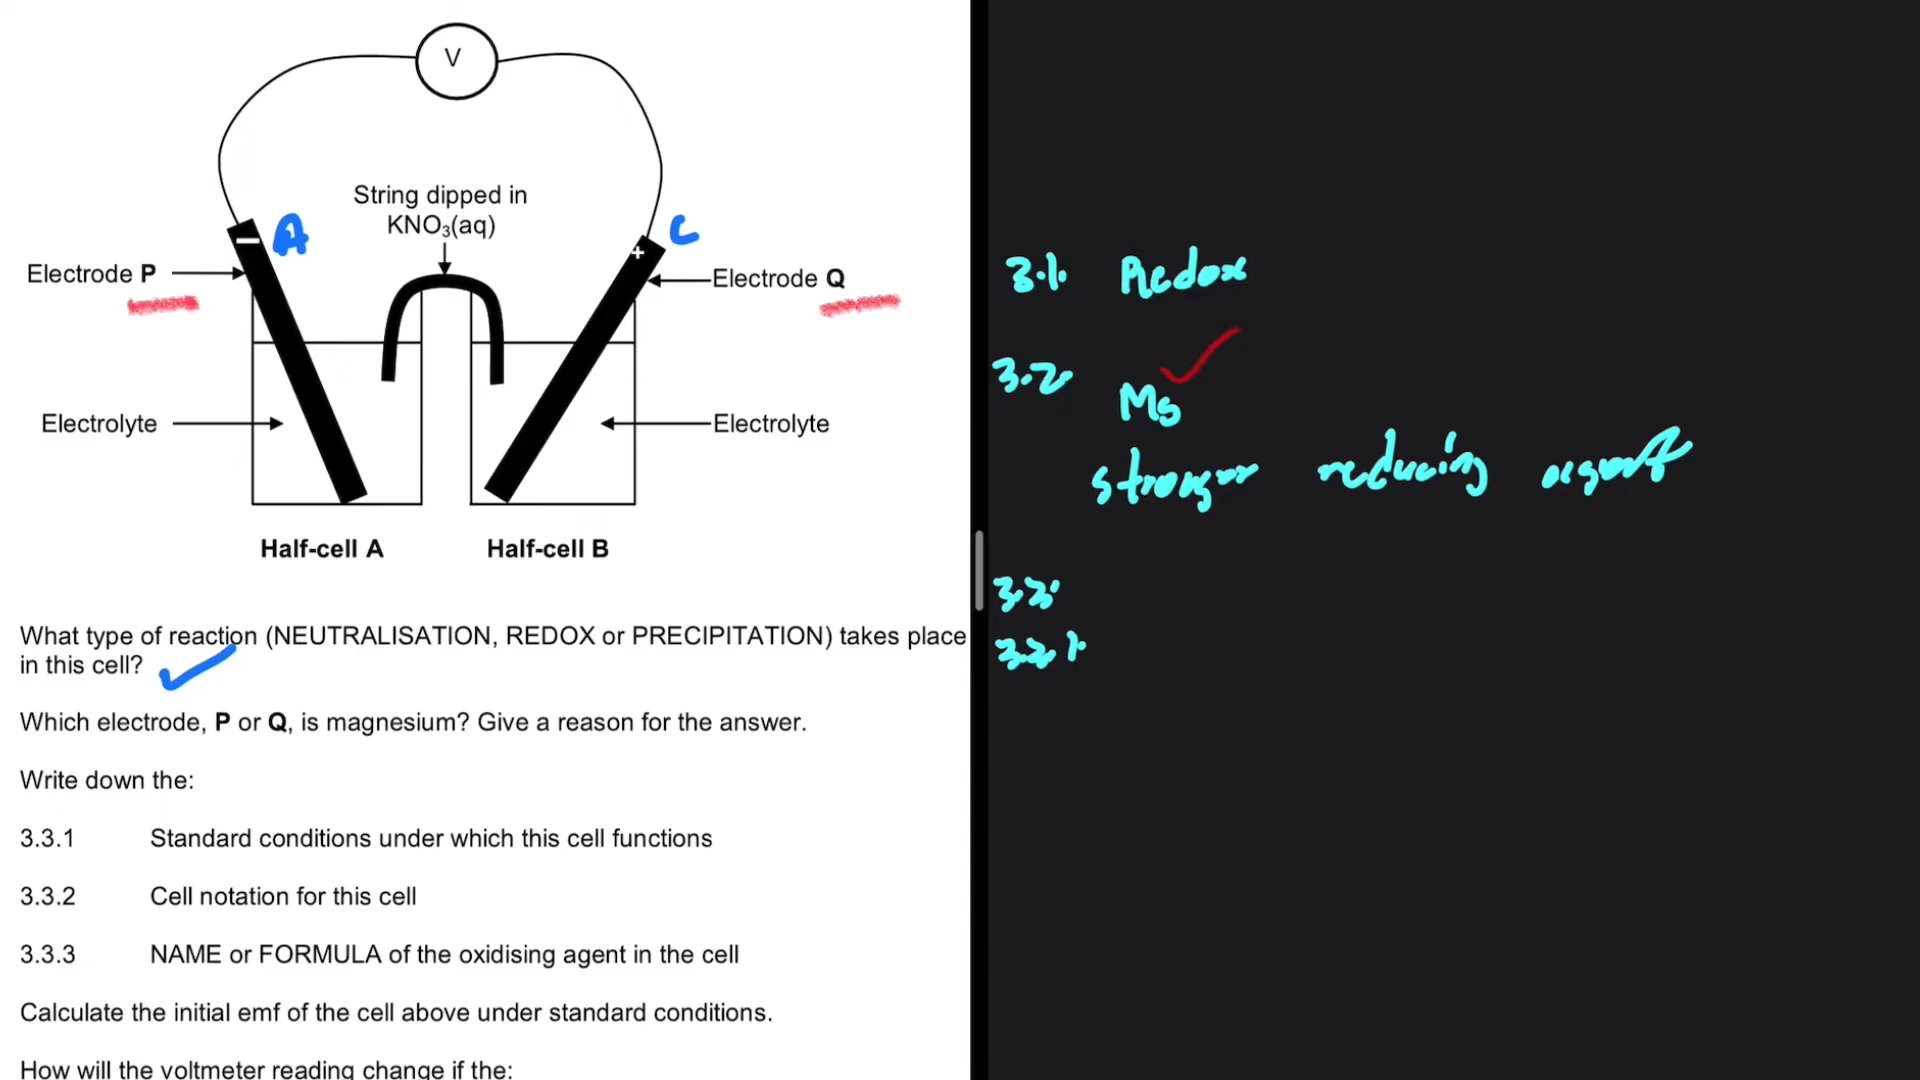 V
A
C
String dipped in
KNO₃(aq)
−
+
Electrode P
Electrode Q
Electrolyte
Electrolyte
Half-cell A
Half-cell B
What type of reaction (NEUTRALISATION, REDOX or PRECIPITATION) takes place
in this cell?
Which electrode, P or Q, is magnesium? Give a reason for the answer.
Write down the:
3.3.1 Standard conditions under which this cell functions
3.3.2 Cell notation for this cell
3.3.3 NAME or FORMULA of the oxidising agent in the cell
Calculate the initial emf of the cell above under standard conditions.
How will the voltmeter reading change if the:
3.1. Redox
3.2
Mg
stronger reducing agent
3.3
3.3.1